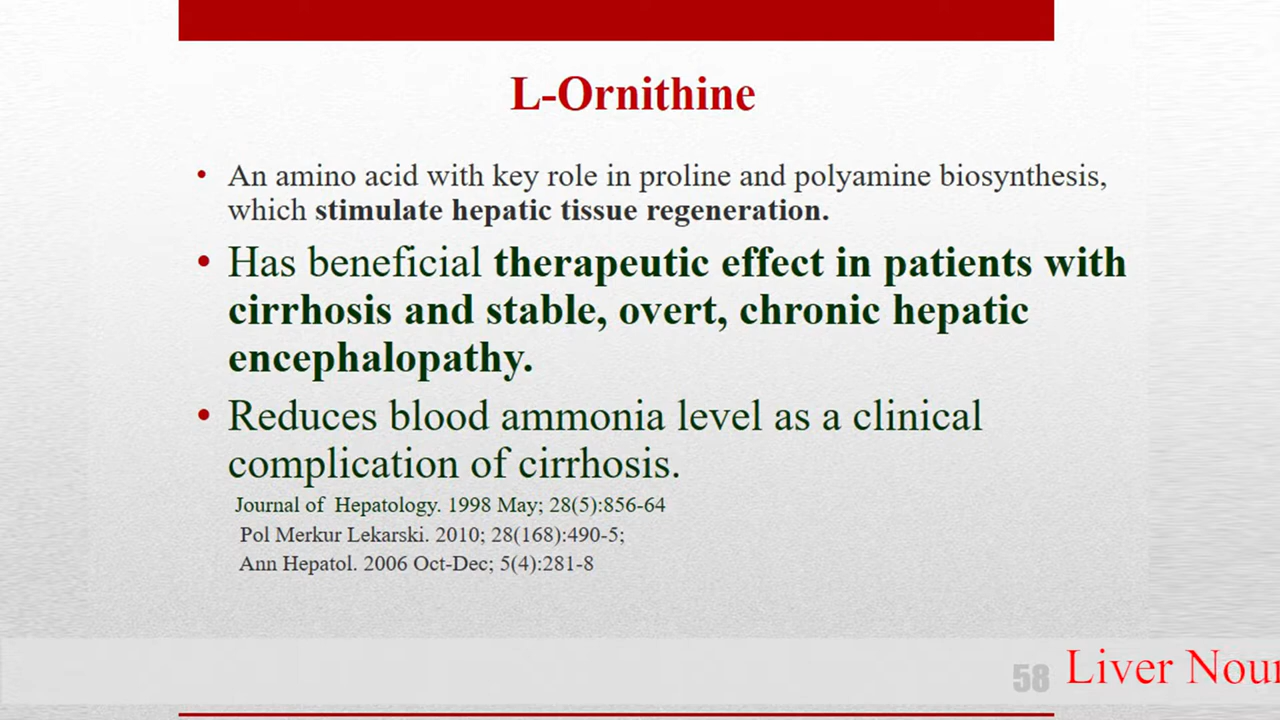 L-Ornithine
• An amino acid with key role in proline and polyamine biosynthesis,
which stimulate hepatic tissue regeneration.
• Has beneficial therapeutic effect in patients with
cirrhosis and stable, overt, chronic hepatic
encephalopathy.
• Reduces blood ammonia level as a clinical
complication of cirrhosis.
Journal of Hepatology. 1998 May; 28(5):856-64
Pol Merkur Lekarski. 2010; 28(168):490-5;
Ann Hepatol. 2006 Oct-Dec; 5(4):281-8
58 Liver